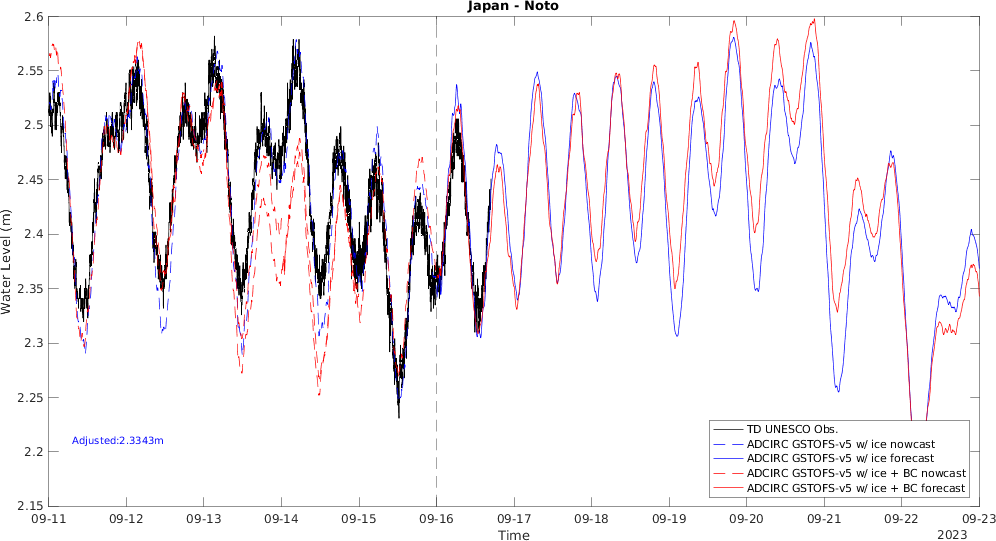 Japan - Noto
2.6
2.55
2.5
2.45
2.4
2.35
2.3
2.25
2.2
2.15
Water Level (m)
Adjusted:2.3343m
TD UNESCO Obs.
ADCIRC GSTOFS-v5 w/ ice nowcast
ADCIRC GSTOFS-v5 w/ ice forecast
ADCIRC GSTOFS-v5 w/ ice + BC nowcast
ADCIRC GSTOFS-v5 w/ ice + BC forecast
09-11 09-12 09-13 09-14 09-15 09-16 09-17 09-18 09-19 09-20 09-21 09-22 09-23
Time
2023